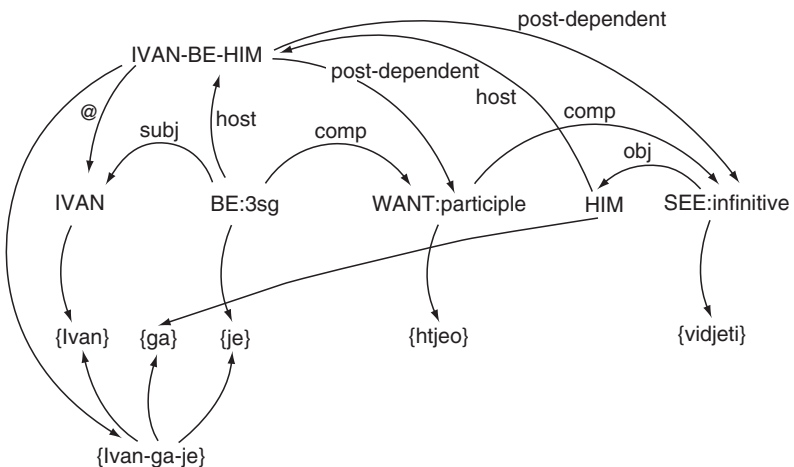 post-dependent
IVAN-BE-HIM
post-dependent
host
@
subj
host
comp
comp
obj
IVAN BE:3sg WANT:participle HIM SEE:infinitive
{Ivan} {ga} {je} {htjeo} {vidjeti}
{Ivan-ga-je}